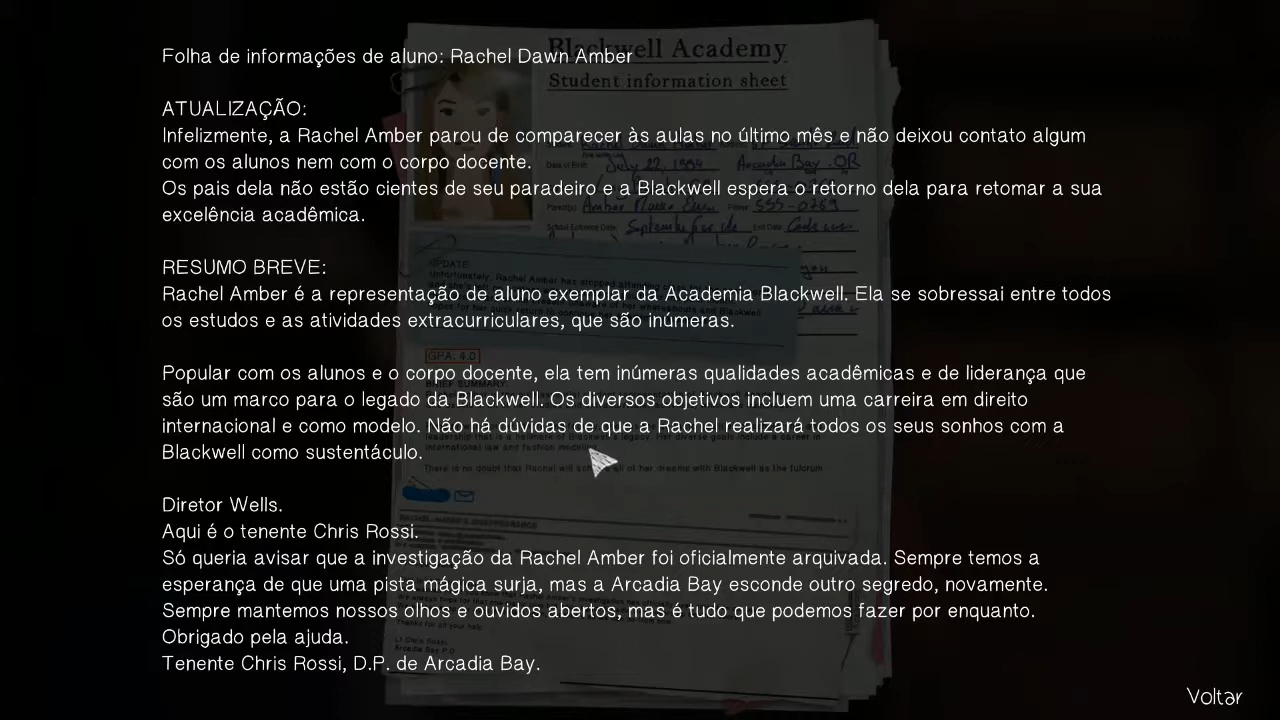 Folha de informações de aluno: Rachel Dawn Amber
Blackwell Academy
Student information sheet
ATUALIZAÇÃO:
Infelizmente, a Rachel Amber parou de comparecer às aulas no último mês e não deixou contato algum
com os alunos nem com o corpo docente.
Os pais dela não estão cientes de seu paradeiro e a Blackwell espera o retorno dela para retomar a sua
excelência acadêmica.
RESUMO BREVE:
Rachel Amber é a representação de aluno exemplar da Academia Blackwell. Ela se sobressai entre todos
os estudos e as atividades extracurriculares, que são inúmeras.
GPA: 4.0
Popular com os alunos e o corpo docente, ela tem inúmeras qualidades acadêmicas e de liderança que
são um marco para o legado da Blackwell. Os diversos objetivos incluem uma carreira em direito
internacional e como modelo. Não há dúvidas de que a Rachel realizará todos os seus sonhos com a
Blackwell como sustentáculo.
Diretor Wells.
Aqui é o tenente Chris Rossi.
Só queria avisar que a investigação da Rachel Amber foi oficialmente arquivada. Sempre temos a
esperança de que uma pista mágica surja, mas a Arcadia Bay esconde outro segredo, novamente.
Sempre mantemos nossos olhos e ouvidos abertos, mas é tudo que podemos fazer por enquanto.
Obrigado pela ajuda.
Tenente Chris Rossi, D.P. de Arcadia Bay.
Voltar